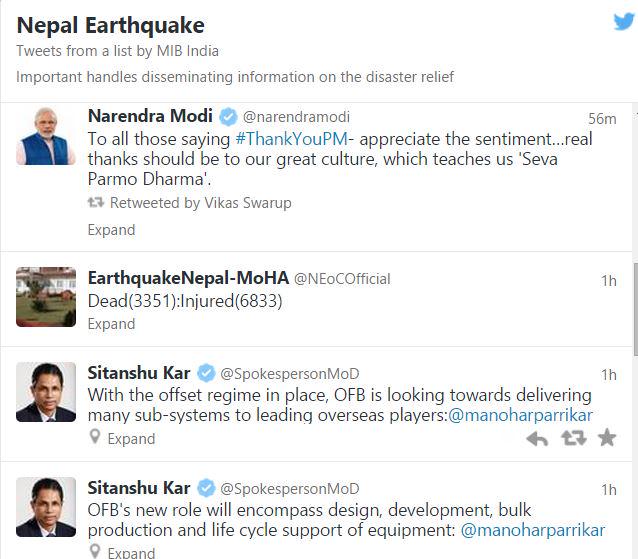 Nepal Earthquake
Tweets from a list by MIB India
Important handles disseminating information on the disaster relief
Narendra Modi @narendramodi 56m
To all those saying #ThankYouPM- appreciate the sentiment...real
thanks should be to our great culture, which teaches us 'Seva
Parmo Dharma'.
Retweeted by Vikas Swarup
Expand
EarthquakeNepal-MoHA @NEoCOfficial 1h
Dead(3351):Injured(6833)
Expand
Sitanshu Kar @SpokespersonMoD 1h
With the offset regime in place, OFB is looking towards delivering
many sub-systems to leading overseas players:@manoharparrikar
Expand
Sitanshu Kar @SpokespersonMoD 1h
OFB's new role will encompass design, development, bulk
production and life cycle support of equipment: @manoharparrikar
Expand